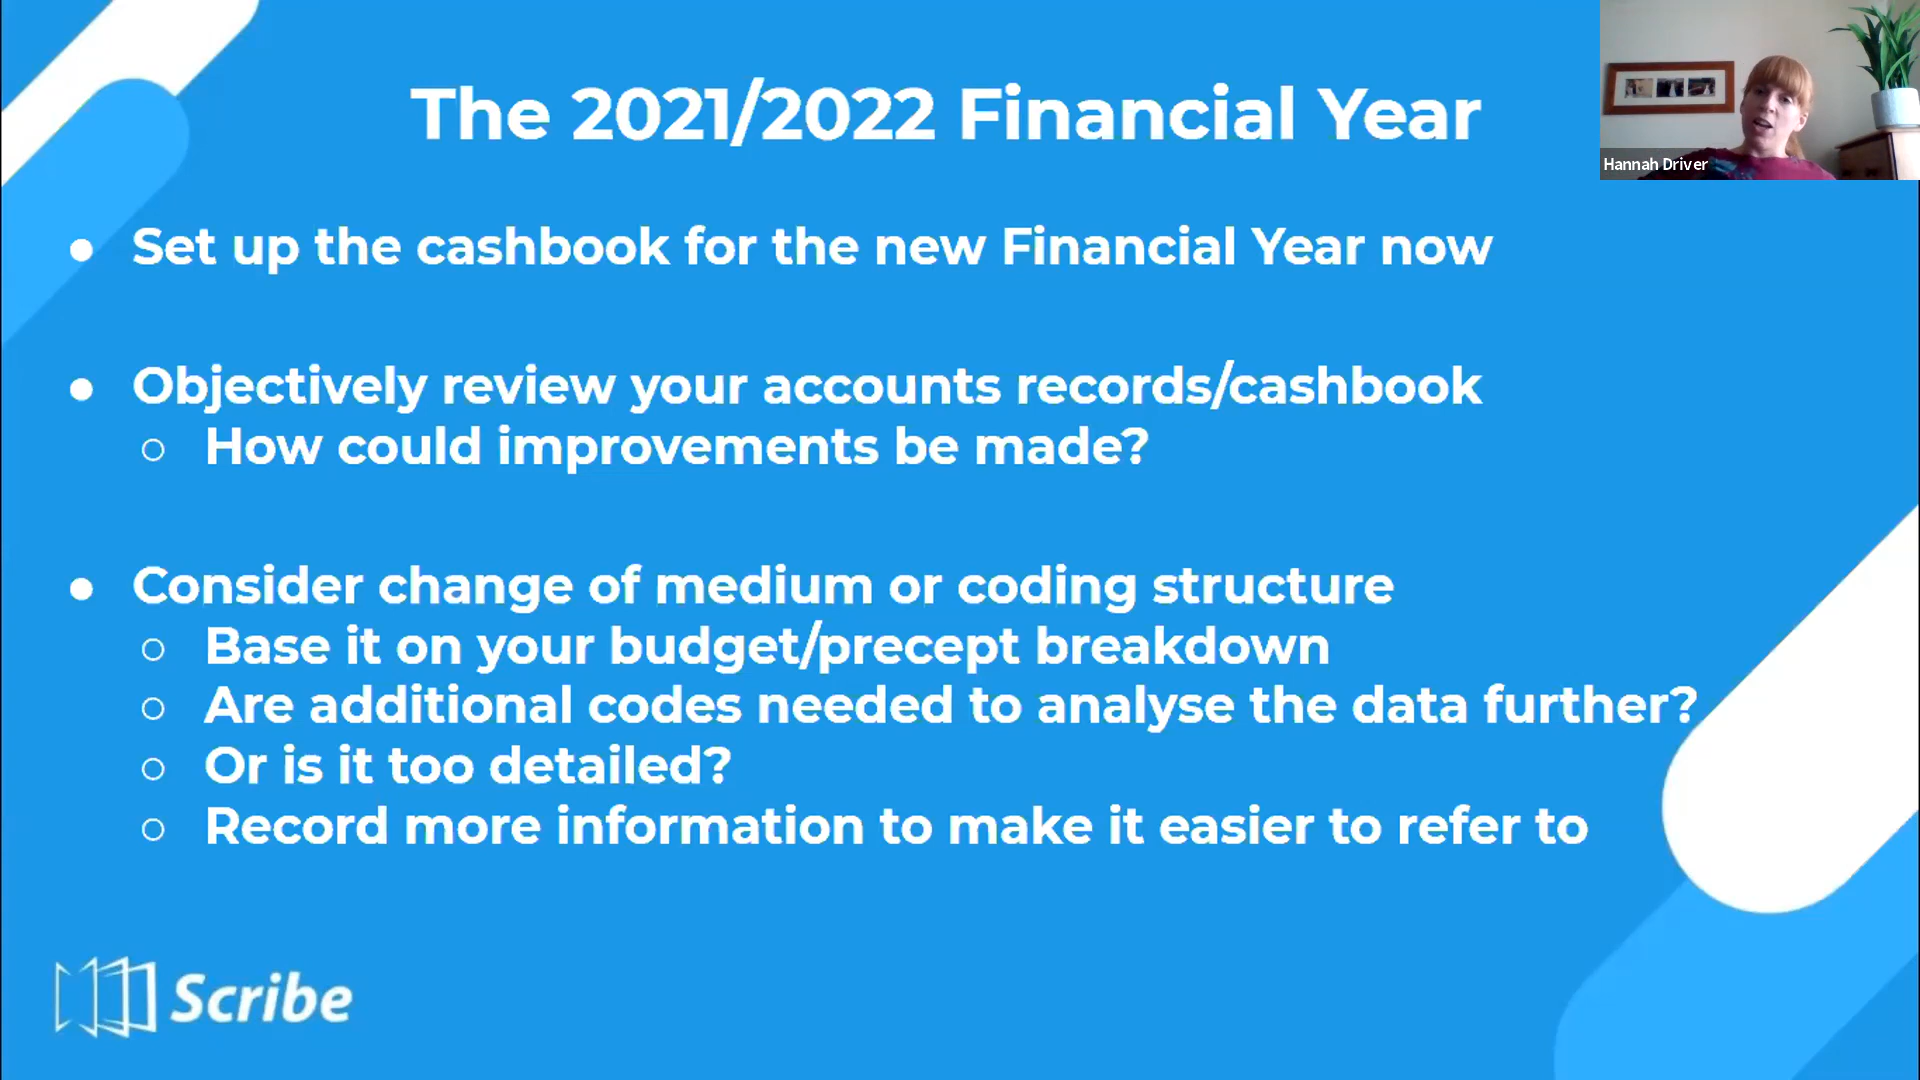 The 2021/2022 Financial Year
Hannah Driver
● Set up the cashbook for the new Financial Year now
● Objectively review your accounts records/cashbook
○ How could improvements be made?
● Consider change of medium or coding structure
○ Base it on your budget/precept breakdown
○ Are additional codes needed to analyse the data further?
○ Or is it too detailed?
○ Record more information to make it easier to refer to
Scribe